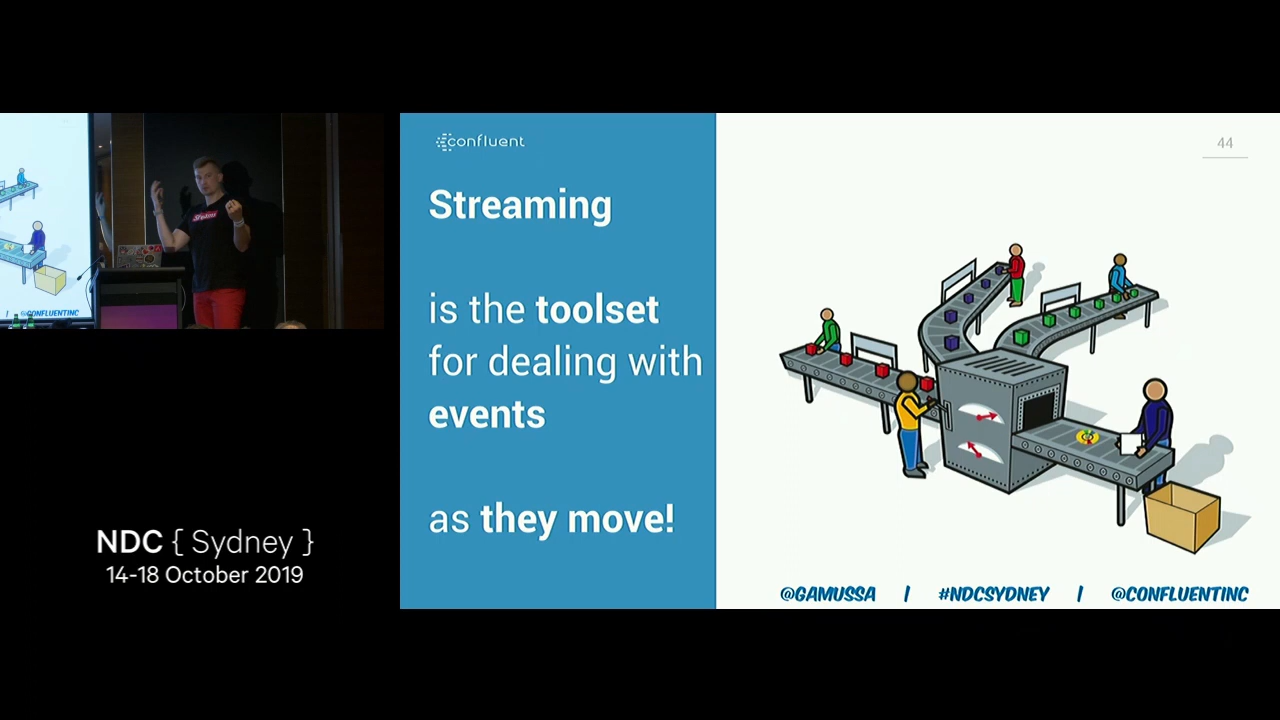 confluent
44
Streaming
is the toolset
for dealing with
events
as they move!
@GAMUSSA | #NDCSYDNEY | @CONFLUENTINC
| @CONFLUENTINC
NDC { Sydney }
14-18 October 2019